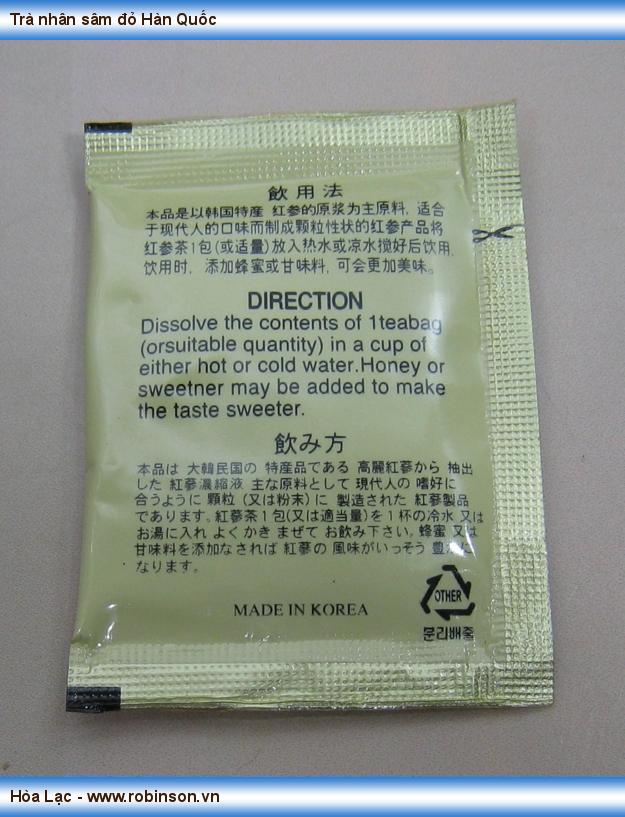 Trà nhân sâm đỏ Hàn Quốc
飲用法
本品是以韩国特産 红参的原浆为主原料, 适合
于现代人的口味而制成颗粒性状的红参产品将
红参茶1包(或适量)放入热水或凉水搅好后饮用,
饮用时, 添加蜂蜜或甘味料, 可会更加美味。
DIRECTION
Dissolve the contents of 1teabag
(orsuitable quantity) in a cup of
either hot or cold water.Honey or
sweetner may be added to make
the taste sweeter.
飲み方
本品は 大韓民国の 特産品である 高麗紅蔘から 抽出
した 紅蔘濃縮液 主な原料として 現代人の 嗜好に
合うように 顆粒 (又は粉末) に 製造された 紅蔘製品
であります。紅蔘茶1包(又は適当量)を1杯の冷水 又は
お湯に入れ よくかき まぜて お飲み下さい。蜂蜜 又は
甘味料を添加なされば 紅蔘の 風味がいっそう 豊かに
なります。
MADE IN KOREA
OTHER
분리배출
Hòa Lạc - www.robinson.vn